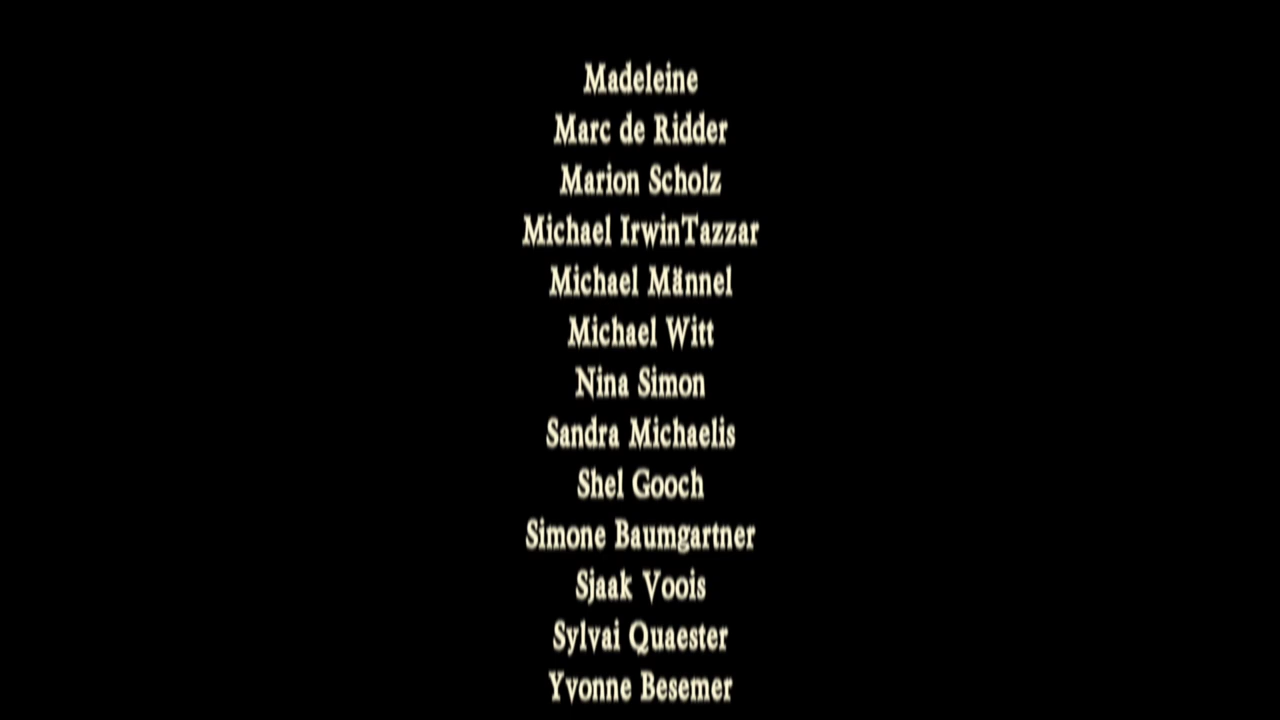 Madeleine
Marc de Ridder
Marion Scholz
Michael IrwinTazzar
Michael Männel
Michael Witt
Nina Simon
Sandra Michaelis
Shel Gooch
Simone Baumgartner
Sjaak Voois
Sylvai Quaester
Yvonne Besemer